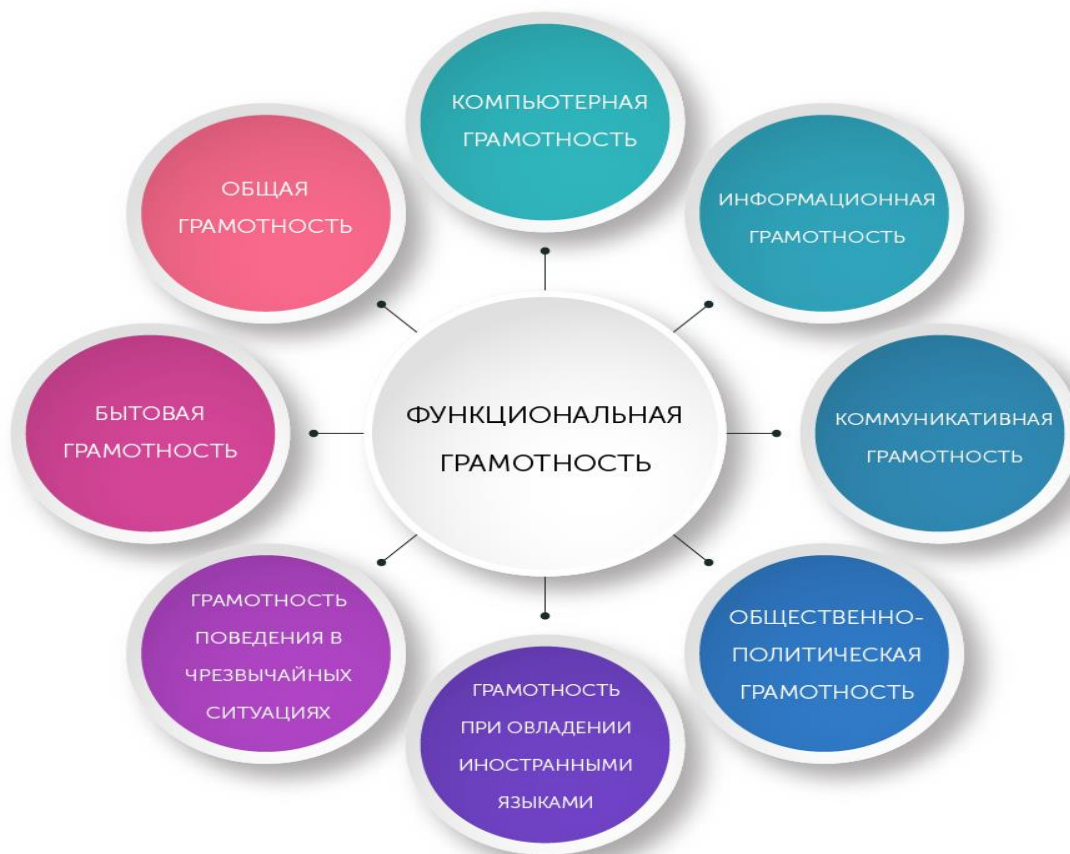 КОМПЬЮТЕРНАЯ
ГРАМОТНОСТЬ
ОБЩАЯ
ГРАМОТНОСТЬ
ИНФОРМАЦИОННАЯ
ГРАМОТНОСТЬ
БЫТОВАЯ
ГРАМОТНОСТЬ
ФУНКЦИОНАЛЬНАЯ
ГРАМОТНОСТЬ
КОММУНИКАТИВНАЯ
ГРАМОТНОСТЬ
ГРАМОТНОСТЬ
ПОВЕДЕНИЯ В
ЧРЕЗВЫЧАЙНЫХ
СИТУАЦИЯХ
ГРАМОТНОСТЬ
ПРИ ОВЛАДЕНИИ
ИНОСТРАННЫМИ
ЯЗЫКАМИ
ОБЩЕСТВЕННО-
ПОЛИТИЧЕСКАЯ
ГРАМОТНОСТЬ